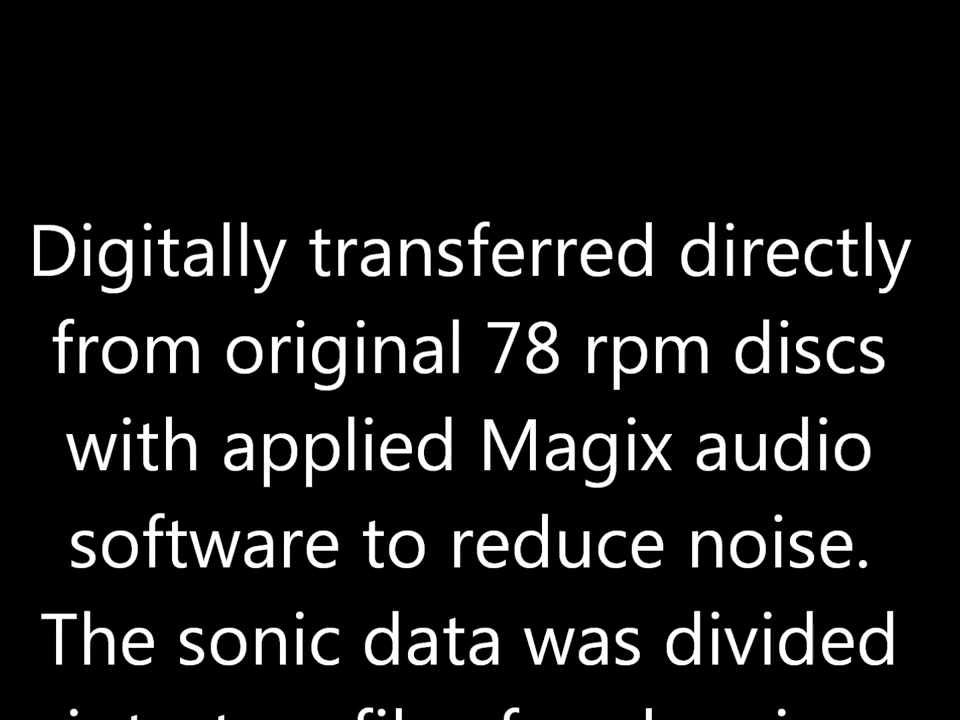 Digitally transferred directly
from original 78 rpm discs
with applied Magix audio
software to reduce noise.
The sonic data was divided